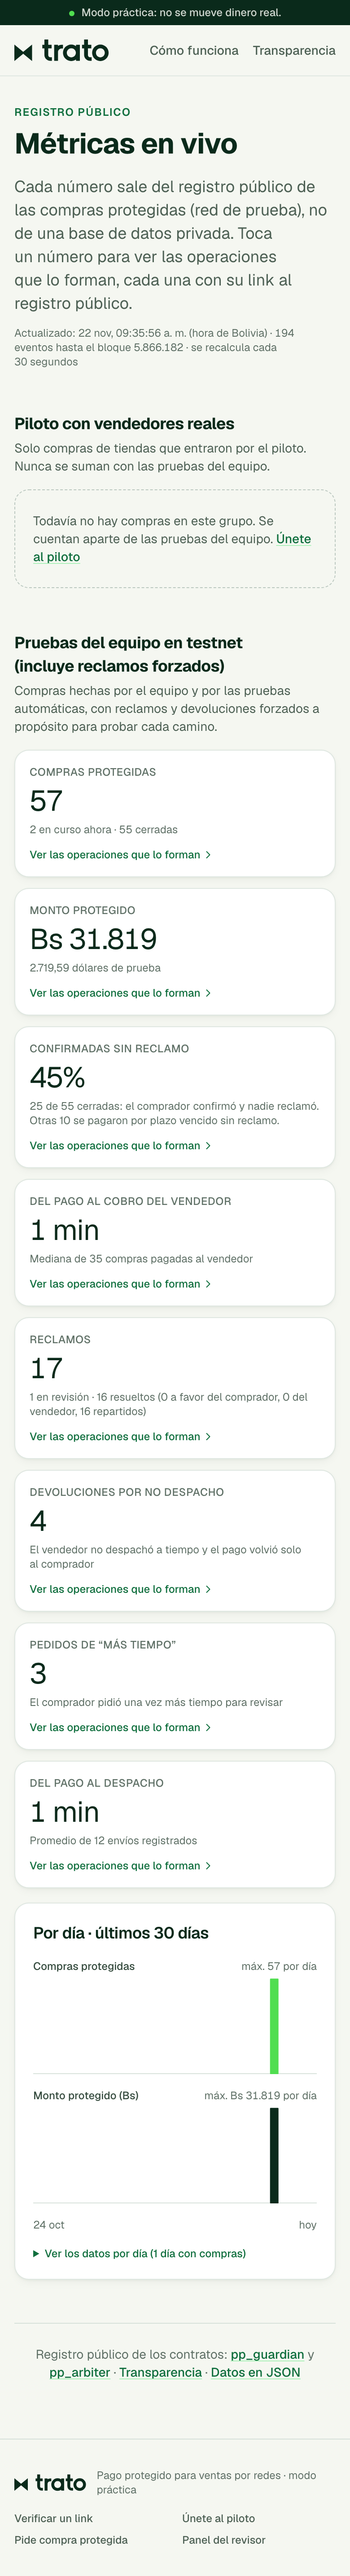 Modo práctica: no se mueve dinero real.
trato
Cómo funciona
Transparencia
REGISTRO PÚBLICO
Métricas en vivo
Cada número sale del registro público de
las compras protegidas (red de prueba), no
de una base de datos privada. Toca
un número para ver las operaciones
que lo forman, cada una con su link al
registro público.
Actualizado: 22 nov, 09:35:56 a. m. (hora de Bolivia) · 194
eventos hasta el bloque 5.866.182 · se recalcula cada
30 segundos
Piloto con vendedores reales
Solo compras de tiendas que entraron por el piloto.
Nunca se suman con las pruebas del equipo.
Todavía no hay compras en este grupo. Se
cuentan aparte de las pruebas del equipo. Únete
al piloto
Pruebas del equipo en testnet
(incluye reclamos forzados)
Compras hechas por el equipo y por las pruebas
automáticas, con reclamos y devoluciones forzados a
propósito para probar cada camino.
COMPRAS PROTEGIDAS
57
2 en curso ahora · 55 cerradas
Ver las operaciones que lo forman
MONTO PROTEGIDO
Bs 31.819
2.719,59 dólares de prueba
Ver las operaciones que lo forman
CONFIRMADAS SIN RECLAMO
45%
25 de 55 cerradas: el comprador confirmó y nadie reclamó.
Otras 10 se pagaron por plazo vencido sin reclamo.
Ver las operaciones que lo forman
DEL PAGO AL COBRO DEL VENDEDOR
1 min
Mediana de 35 compras pagadas al vendedor
Ver las operaciones que lo forman
RECLAMOS
17
1 en revisión · 16 resueltos (0 a favor del comprador, 0 del
vendedor, 16 repartidos)
Ver las operaciones que lo forman
DEVOLUCIONES POR NO DESPACHO
4
El vendedor no despachó a tiempo y el pago volvió solo
al comprador
Ver las operaciones que lo forman
PEDIDOS DE “MÁS TIEMPO”
3
El comprador pidió una vez más tiempo para revisar
Ver las operaciones que lo forman
DEL PAGO AL DESPACHO
1 min
Promedio de 12 envíos registrados
Ver las operaciones que lo forman
Por día · últimos 30 días
Compras protegidas
máx. 57 por día
Monto protegido (Bs)
máx. Bs 31.819 por día
24 oct
hoy
Ver los datos por día (1 día con compras)
Registro público de los contratos: pp_guardian y
pp_arbiter · Transparencia · Datos en JSON
trato
Pago protegido para ventas por redes · modo
práctica
Verificar un link
Únete al piloto
Pide compra protegida
Panel del revisor